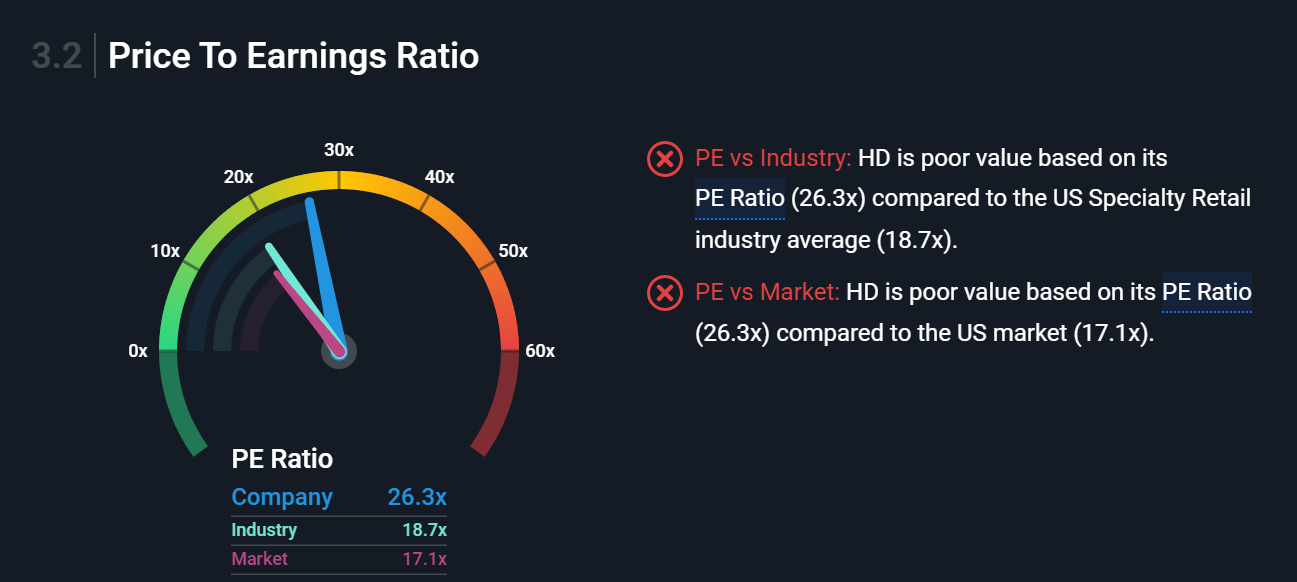 3.2 Price To Earnings Ratio
30x
20x
40x
10x
50x
0x
60x
PE Ratio
Company 26.3x
Industry 18.7x
Market 17.1x
PE vs Industry: HD is poor value based on its
PE Ratio (26.3x) compared to the US Specialty Retail
industry average (18.7x).
PE vs Market: HD is poor value based on its PE Ratio
(26.3x) compared to the US market (17.1x).